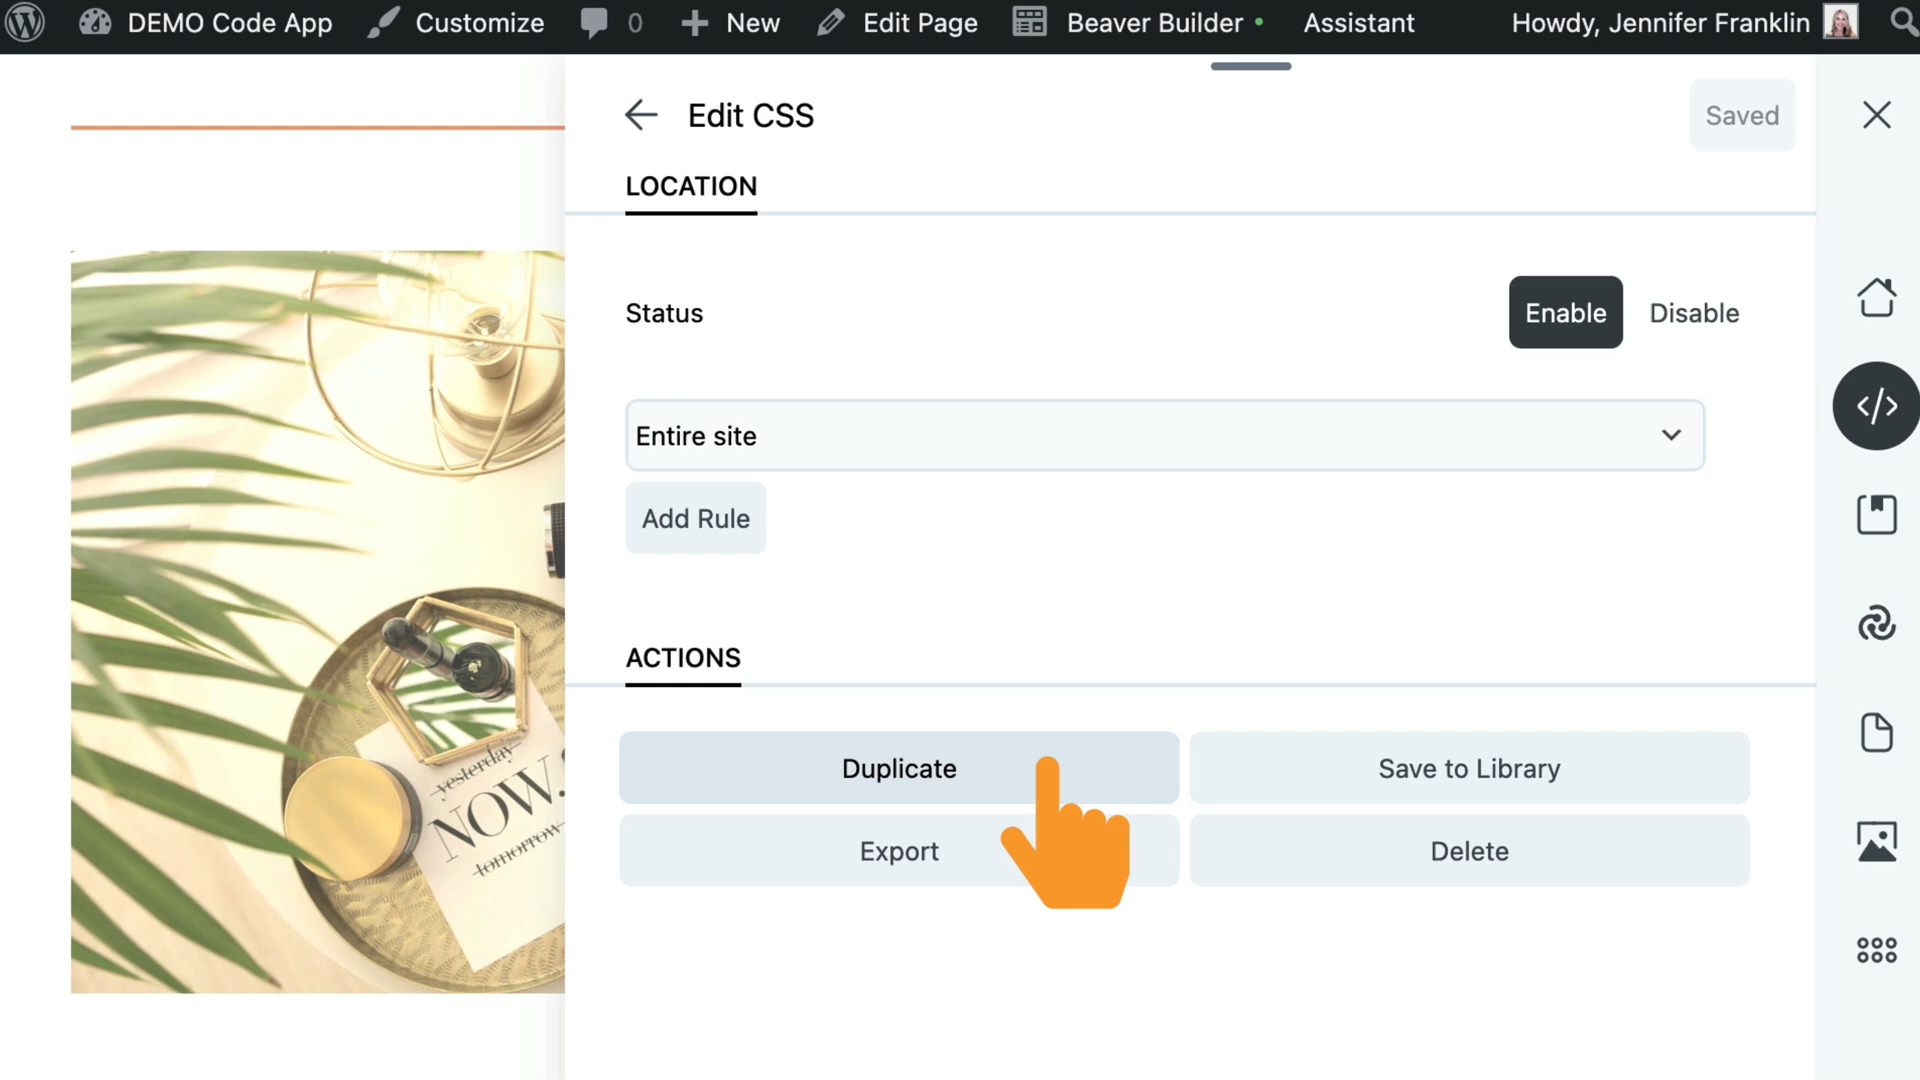 DEMO Code App Customize 0 New Edit Page Beaver Builder Assistant Howdy, Jennifer Franklin
Edit CSS Saved
LOCATION
Status Enable Disable
Entire site
Add Rule
ACTIONS
Duplicate Save to Library
Export Delete
yesterday
NOW.
tomorrow